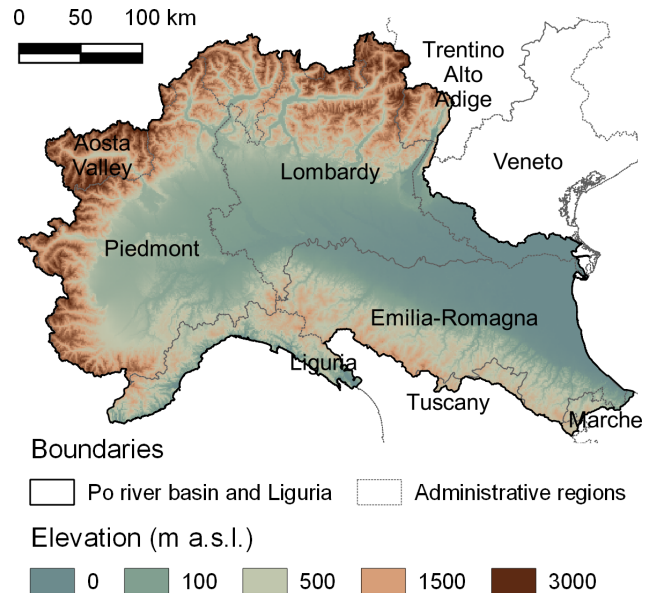 0 50 100 km
Trentino
Alto
Adige
Aosta
Valley
Lombardy
Veneto
Piedmont
Emilia-Romagna
Liguria
Tuscany
Marche
Boundaries
Po river basin and Liguria
Administrative regions
Elevation (m a.s.l.)
0 100 500 1500 3000